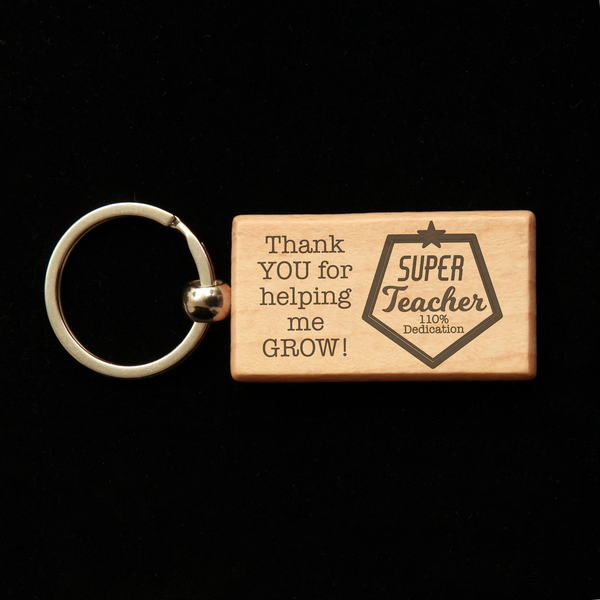 Thank
YOU for
helping
me
GROW!
SUPER
Teacher
110%
Dedication